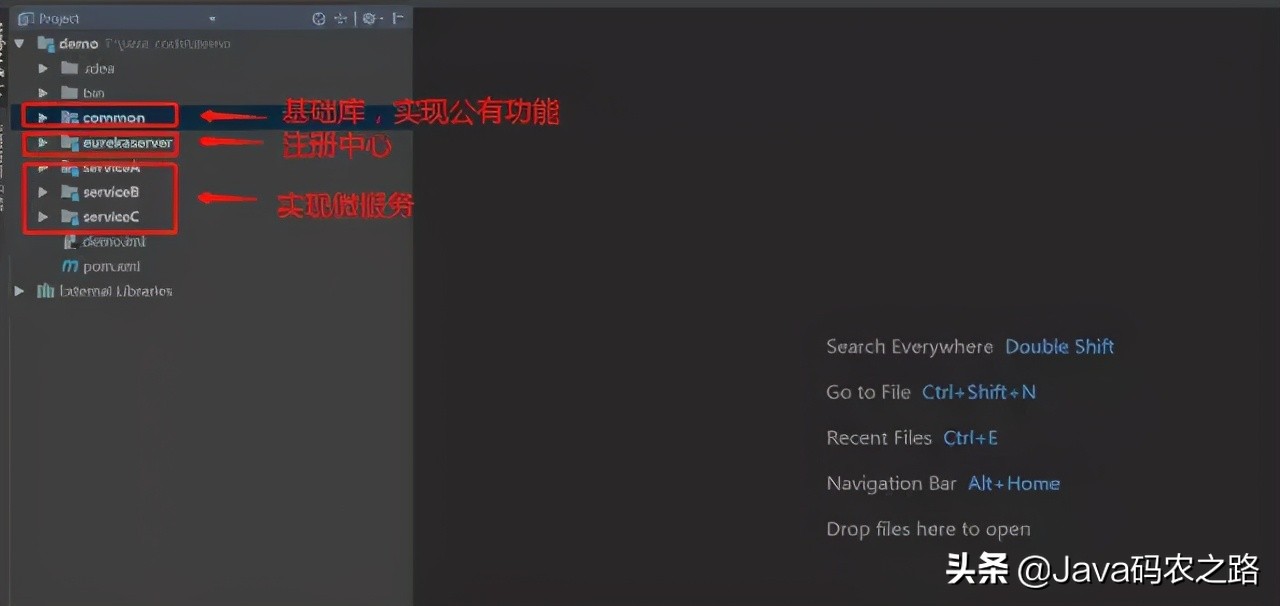 Project
demo
common
基础库，实现公有功能
eurekaserver
注册中心
serviceA
serviceB
实现微服务
serviceC
demo.iml
pom.xml
External Libraries
Search Everywhere Double Shift
Go to File Ctrl+Shift+N
Recent Files Ctrl+E
Navigation Bar Alt+Home
Drop files here to open
头条 @Java码农之路